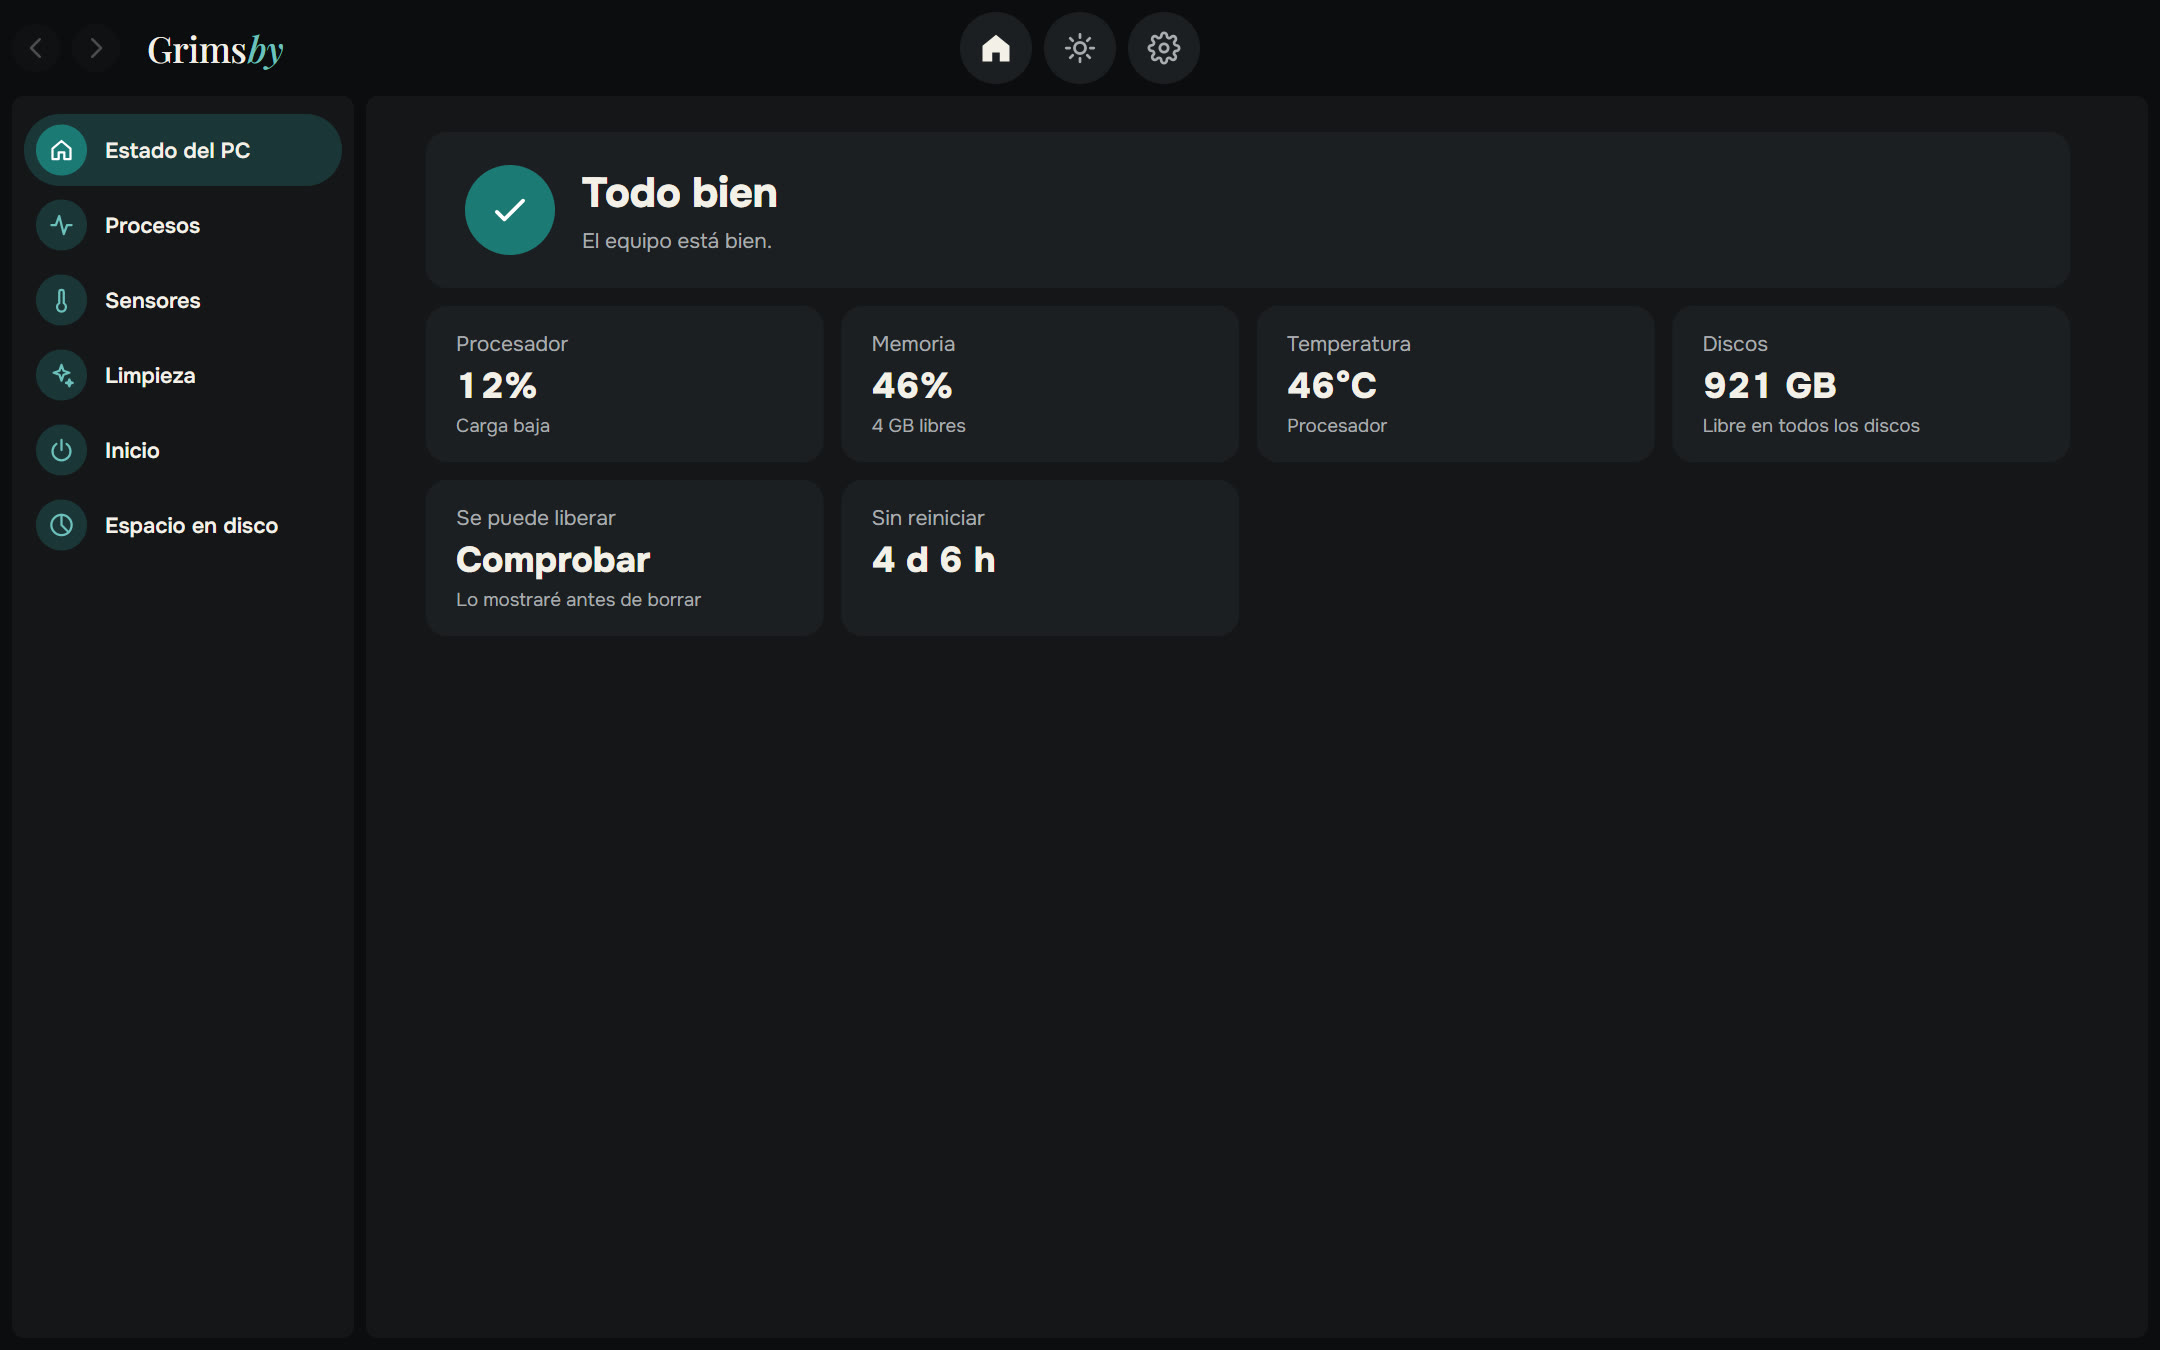 Grimsby
Estado del PC
Procesos
Sensores
Limpieza
Inicio
Espacio en disco
Todo bien
El equipo está bien.
Procesador
12%
Carga baja
Memoria
46%
4 GB libres
Temperatura
46°C
Procesador
Discos
921 GB
Libre en todos los discos
Se puede liberar
Comprobar
Lo mostraré antes de borrar
Sin reiniciar
4 d 6 h